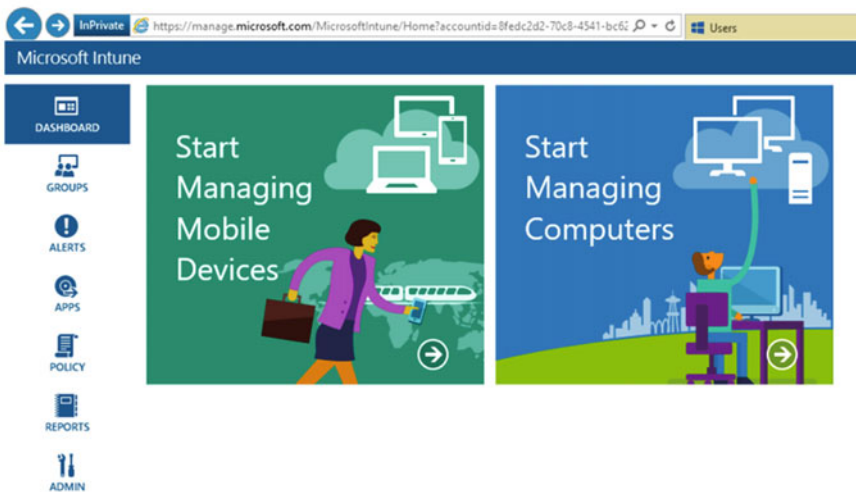 InPrivate
https://manage.microsoft.com/MicrosoftIntune/Home?accountid=8fedc2d2-70c8-4541-bc62
Users
Microsoft Intune
DASHBOARD
GROUPS
ALERTS
APPS
POLICY
REPORTS
ADMIN
Start
Managing
Mobile
Devices
Start
Managing
Computers